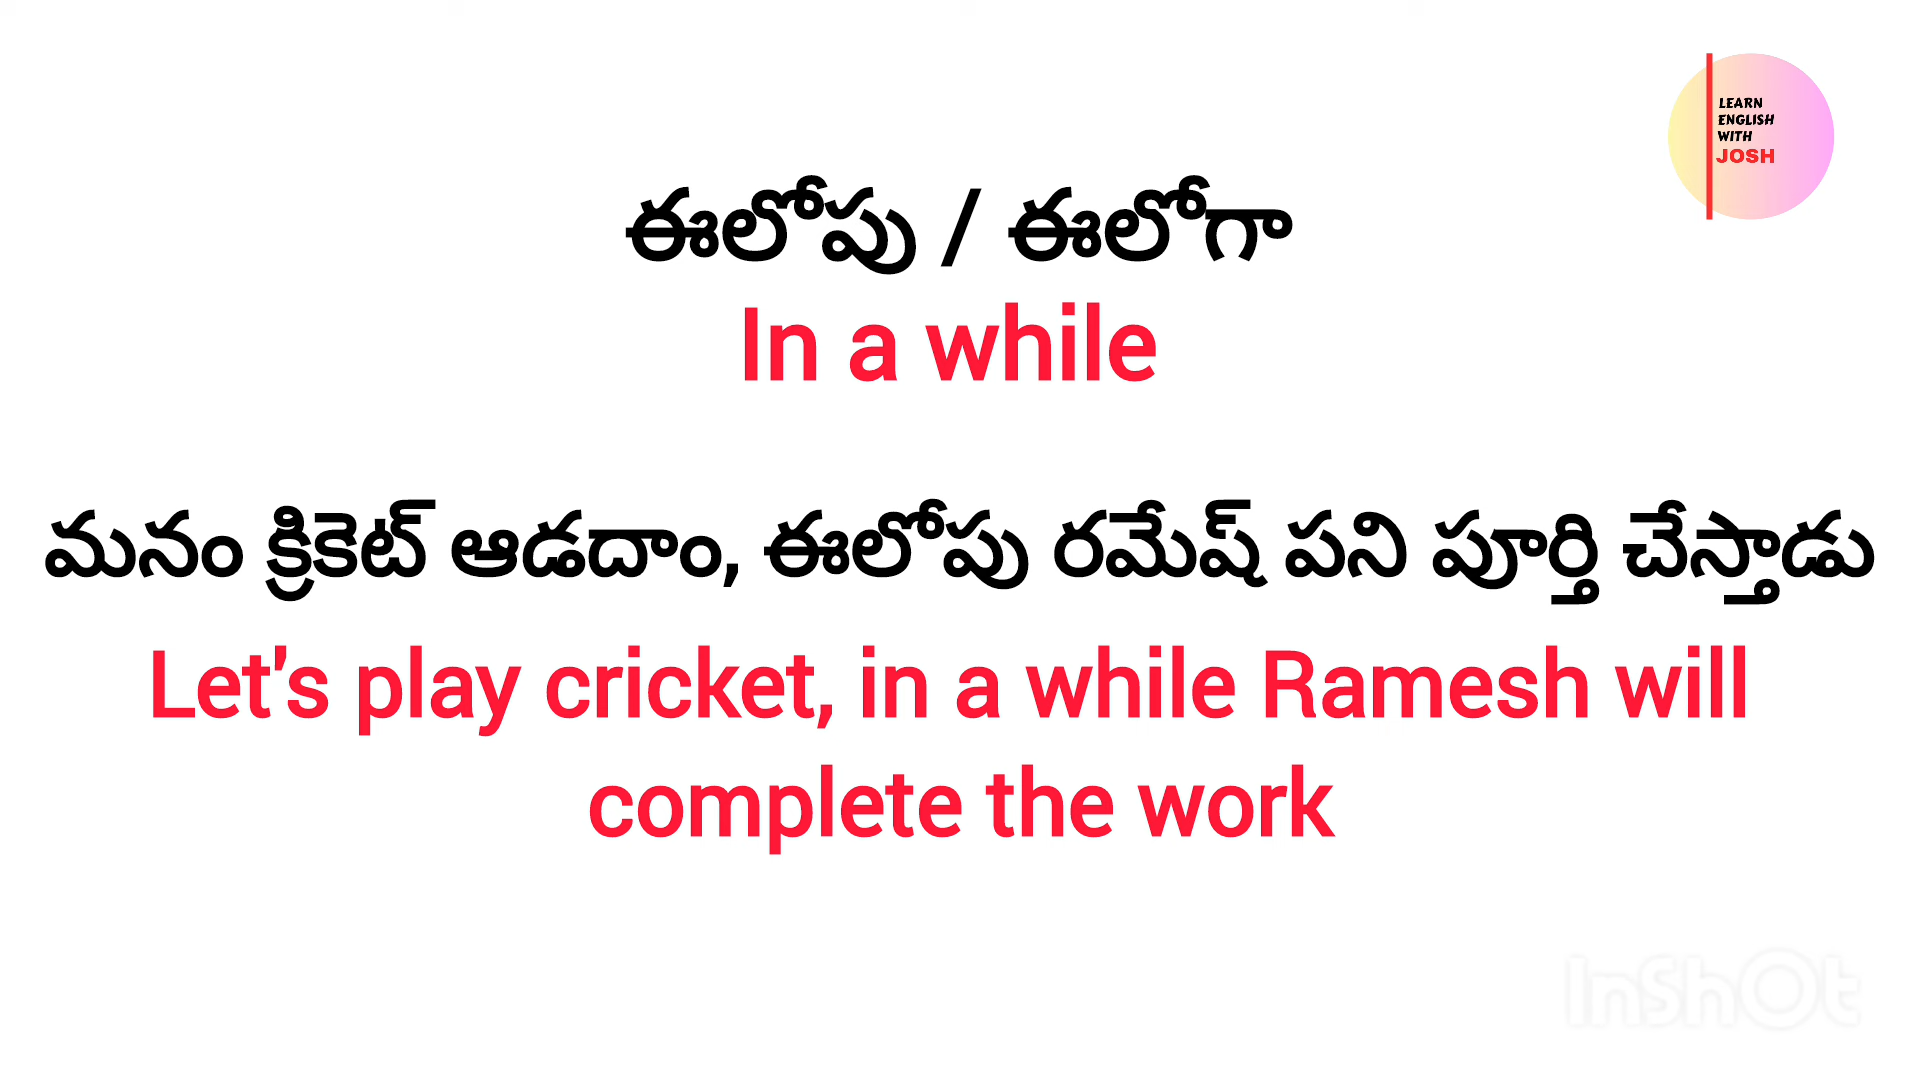 LEARN
ENGLISH
WITH
JOSH
ఈలోపు / ఈలోగా
In a while
మనం క్రికెట్ ఆడదాం, ఈలోపు రమేష్ పని పూర్తి చేస్తాడు
Let's play cricket, in a while Ramesh will
complete the work
InShOt